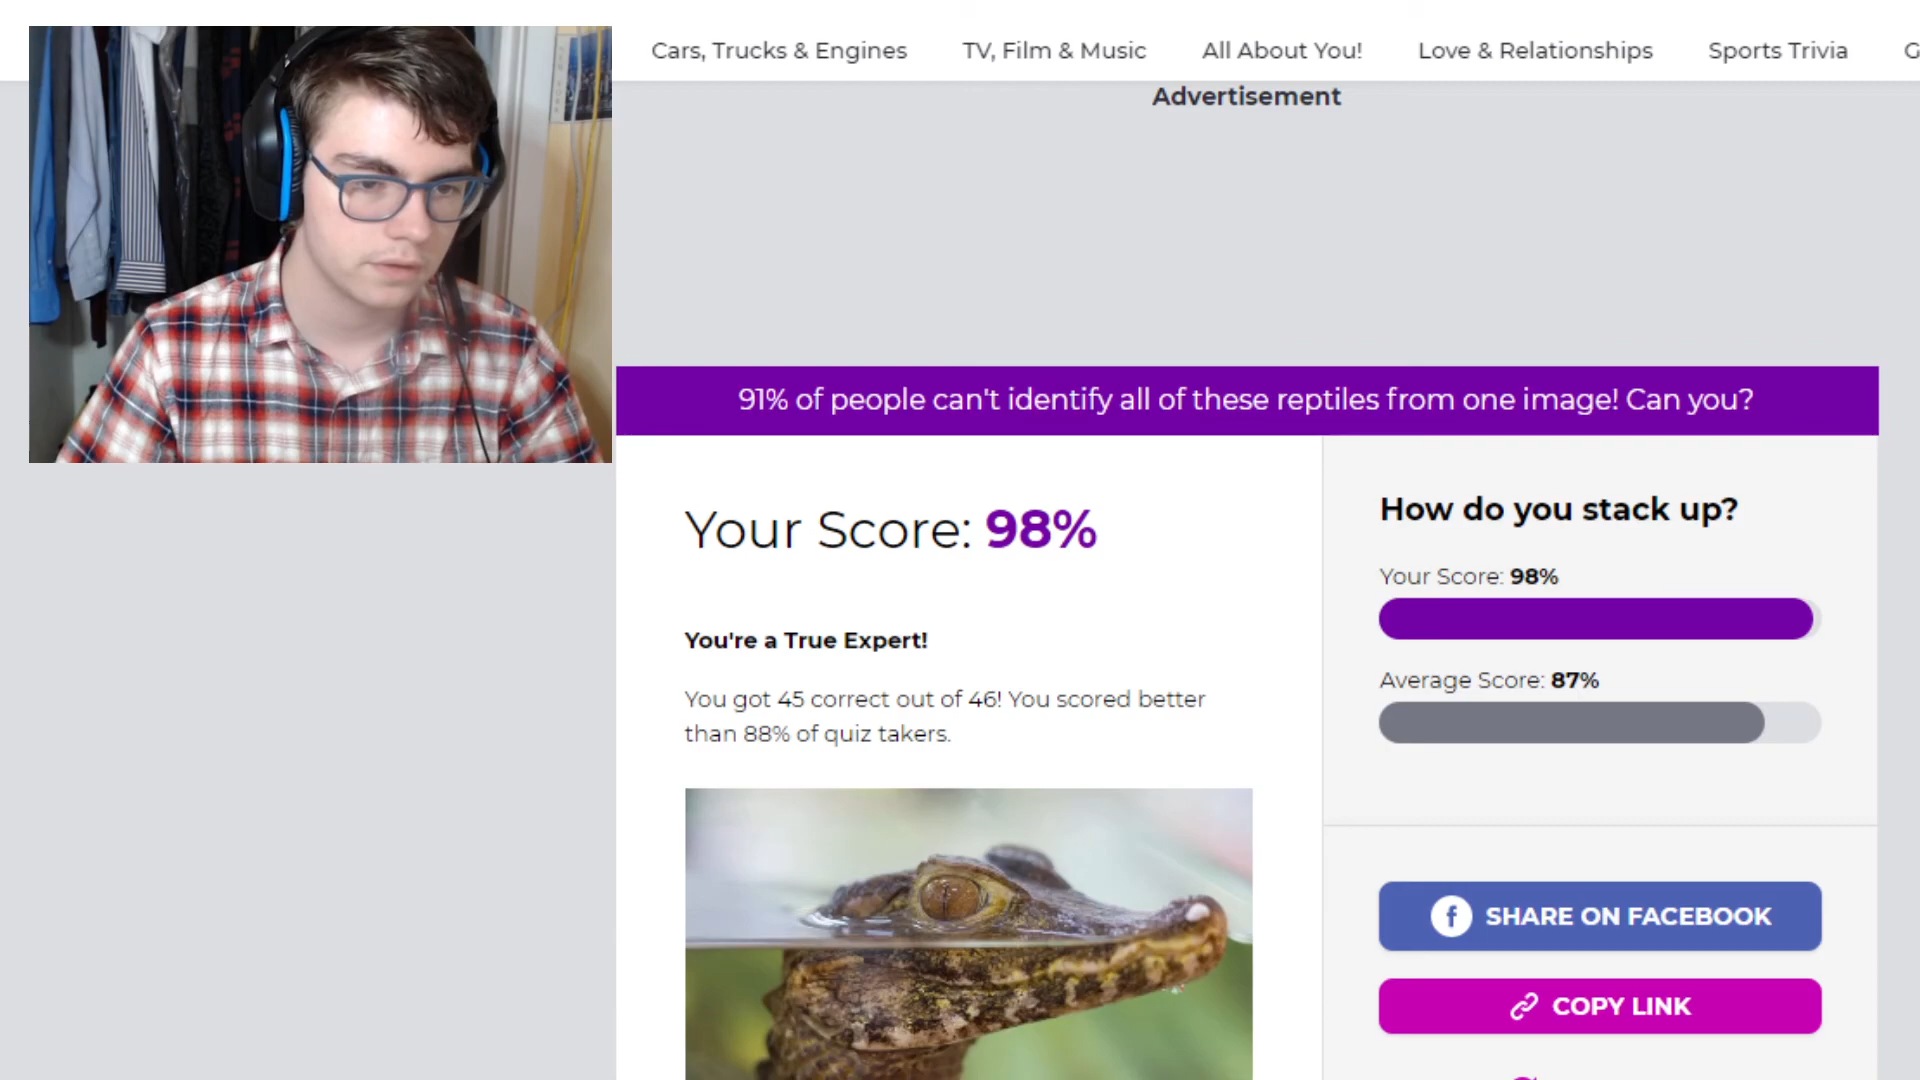 Cars, Trucks & Engines
TV, Film & Music
All About You!
Love & Relationships
Sports Trivia
G
Advertisement
91% of people can't identify all of these reptiles from one image! Can you?
Your Score: 98%
You're a True Expert!
You got 45 correct out of 46! You scored better
than 88% of quiz takers.
How do you stack up?
Your Score: 98%
Average Score: 87%
f SHARE ON FACEBOOK
COPY LINK